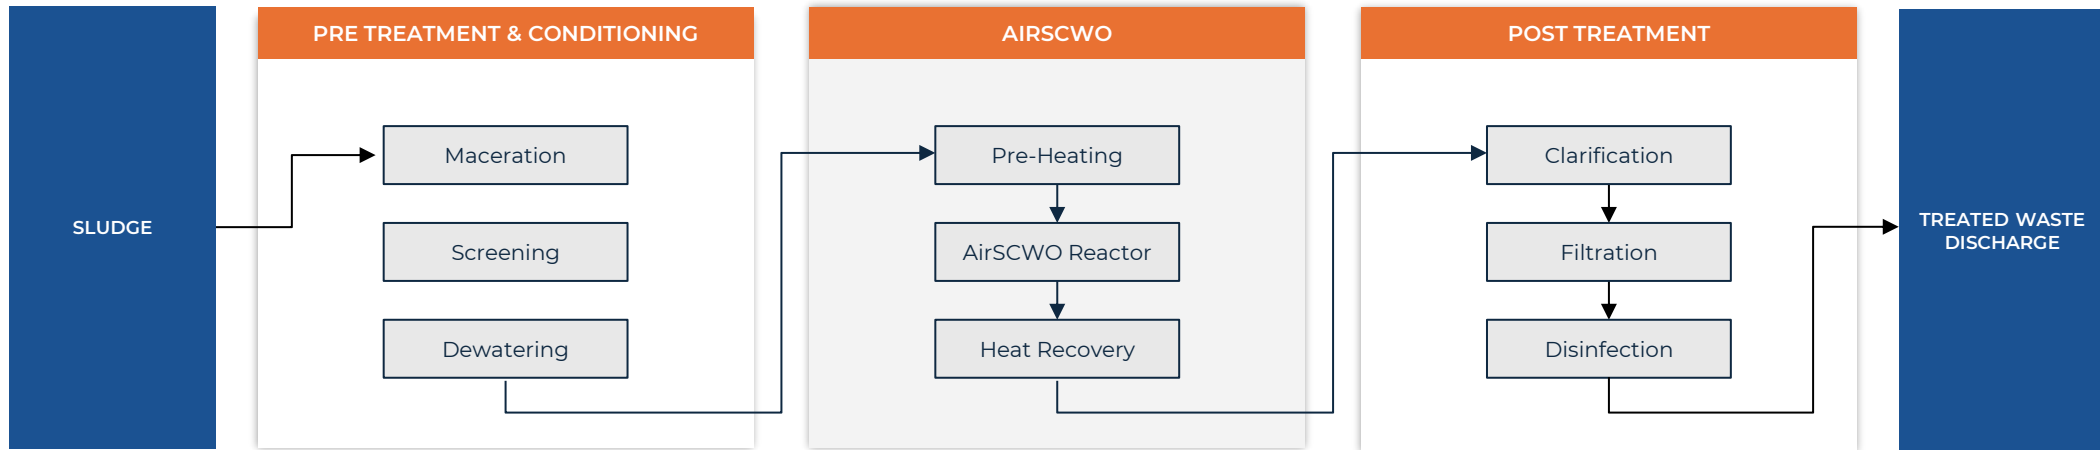 SLUDGE
PRE TREATMENT & CONDITIONING
Maceration
Screening
Dewatering
AIRSCWO
Pre-Heating
AirSCWO Reactor
Heat Recovery
POST TREATMENT
Clarification
Filtration
Disinfection
TREATED WASTE
DISCHARGE